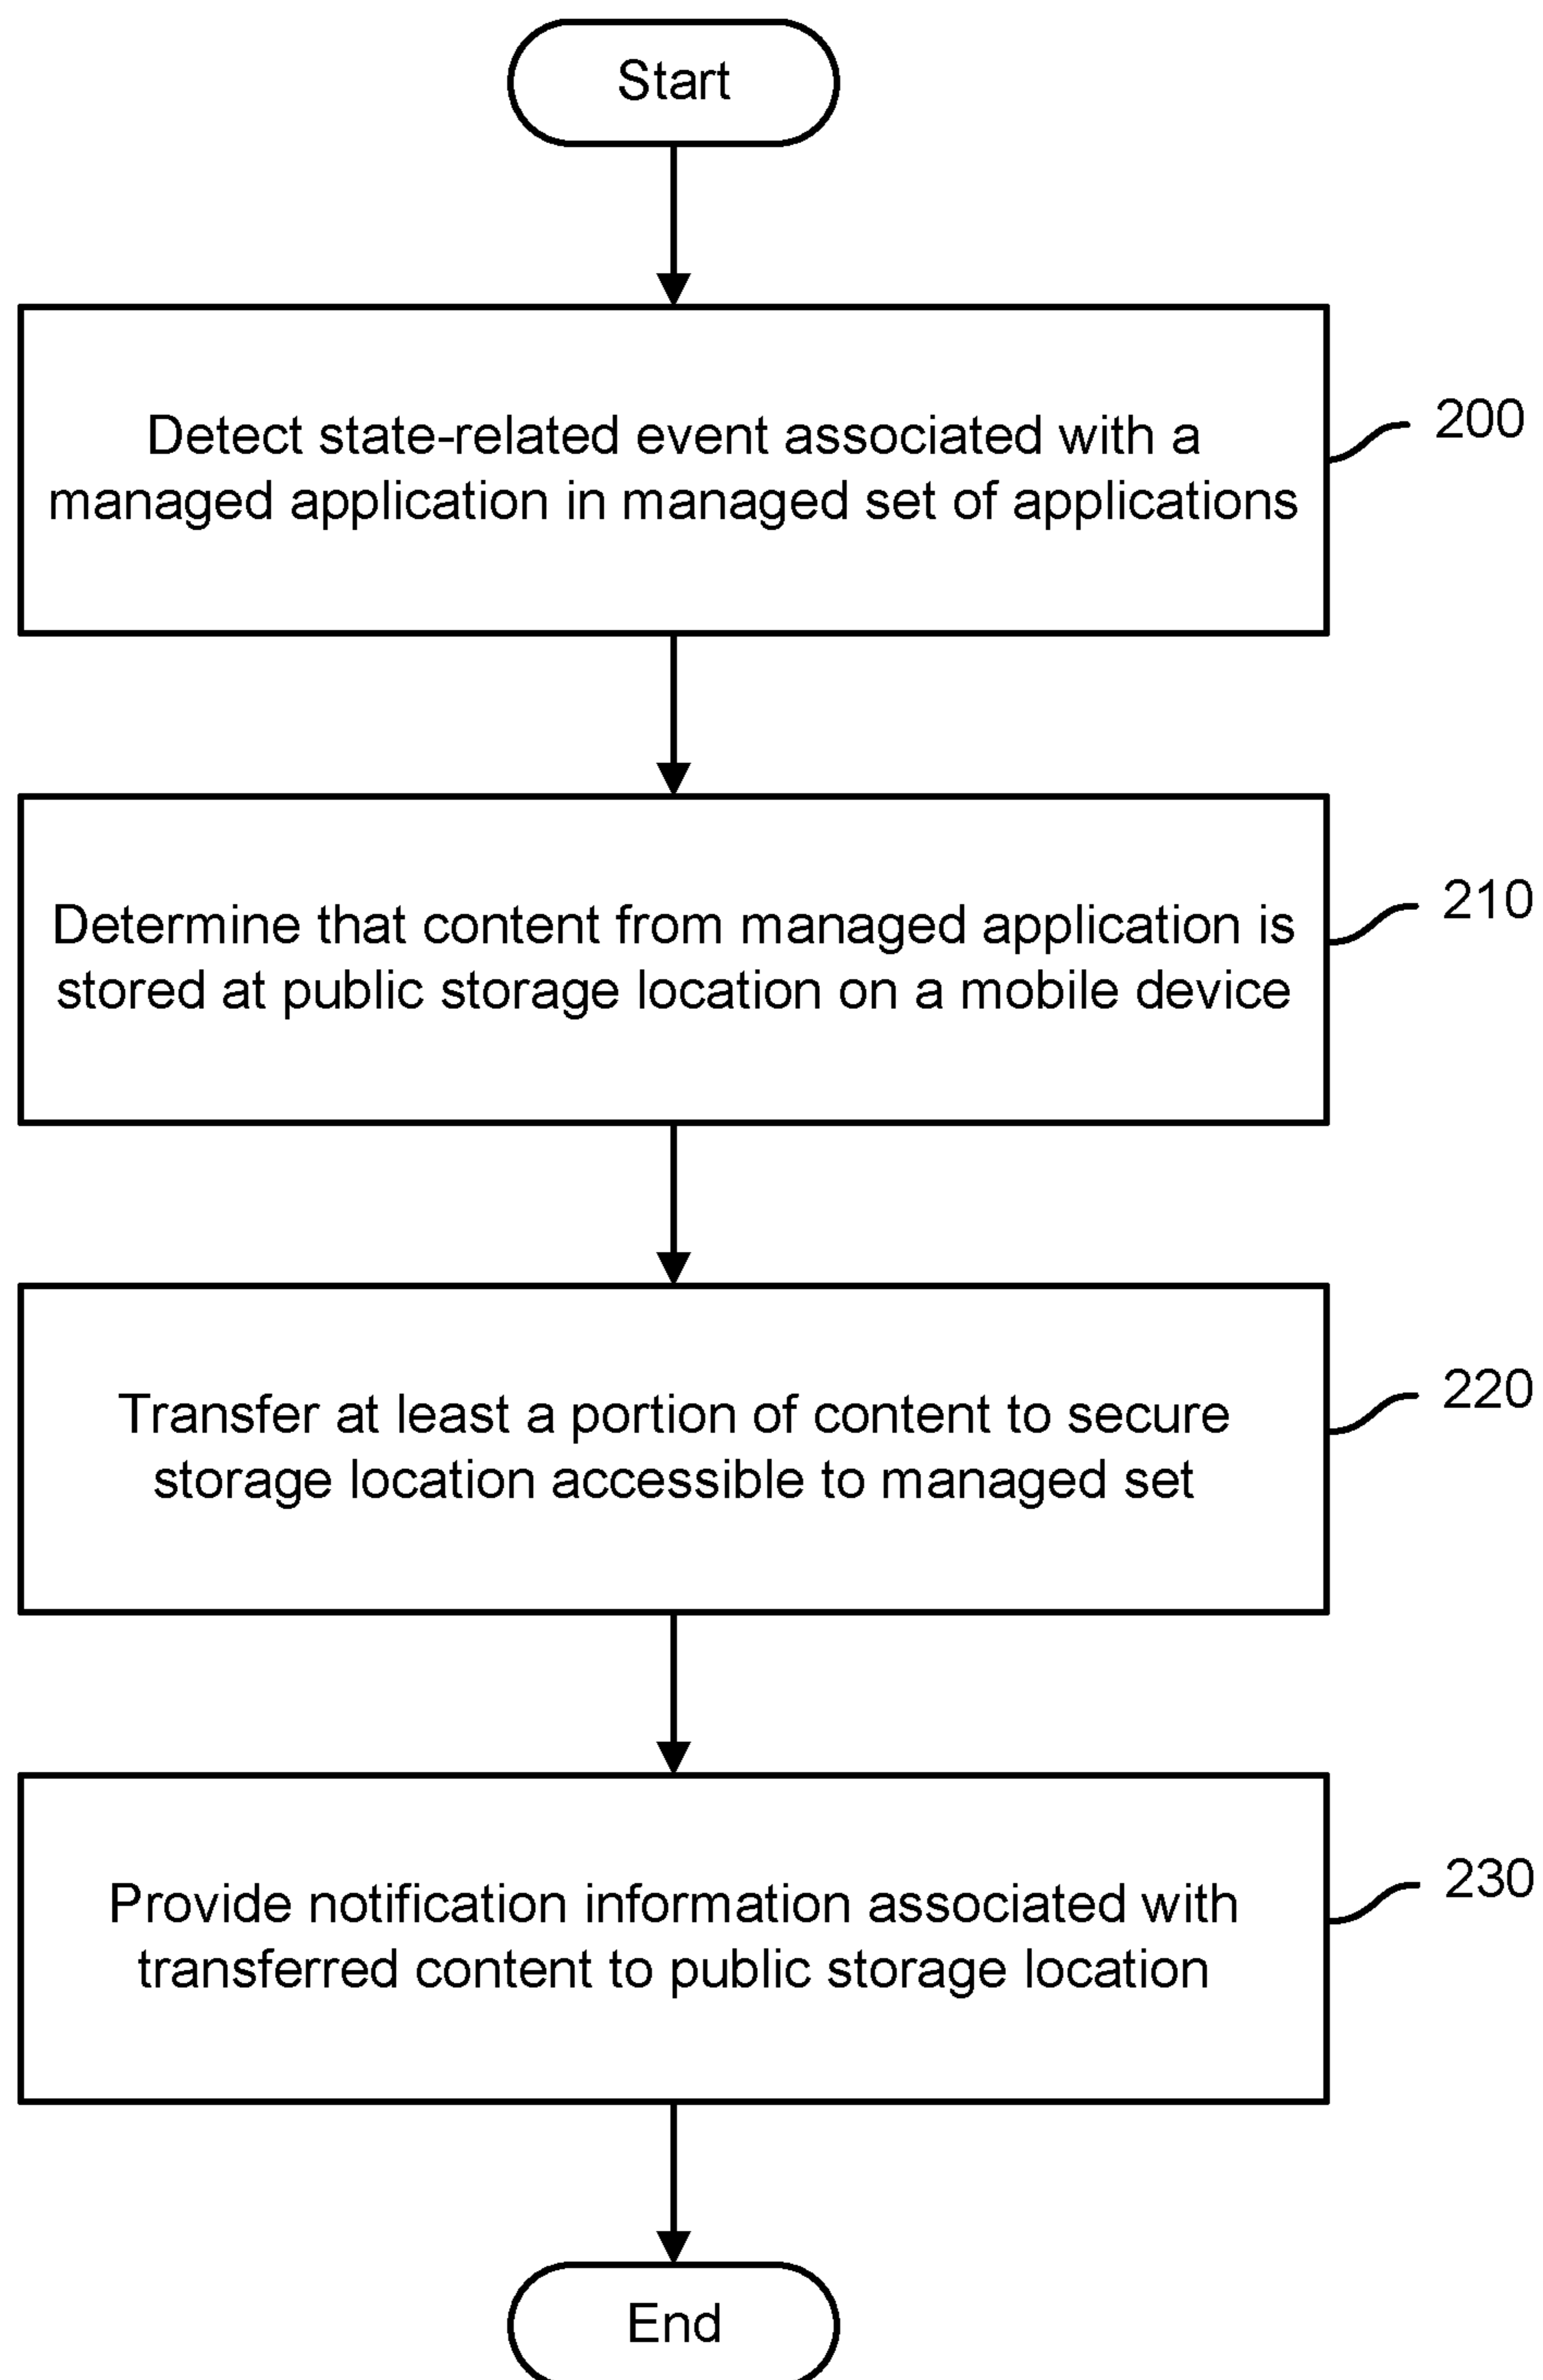 Start
Detect state-related event associated with a
managed application in managed set of applications
200
Determine that content from managed application is
stored at public storage location on a mobile device
210
Transfer at least a portion of content to secure
storage location accessible to managed set
220
Provide notification information associated with
transferred content to public storage location
230
End